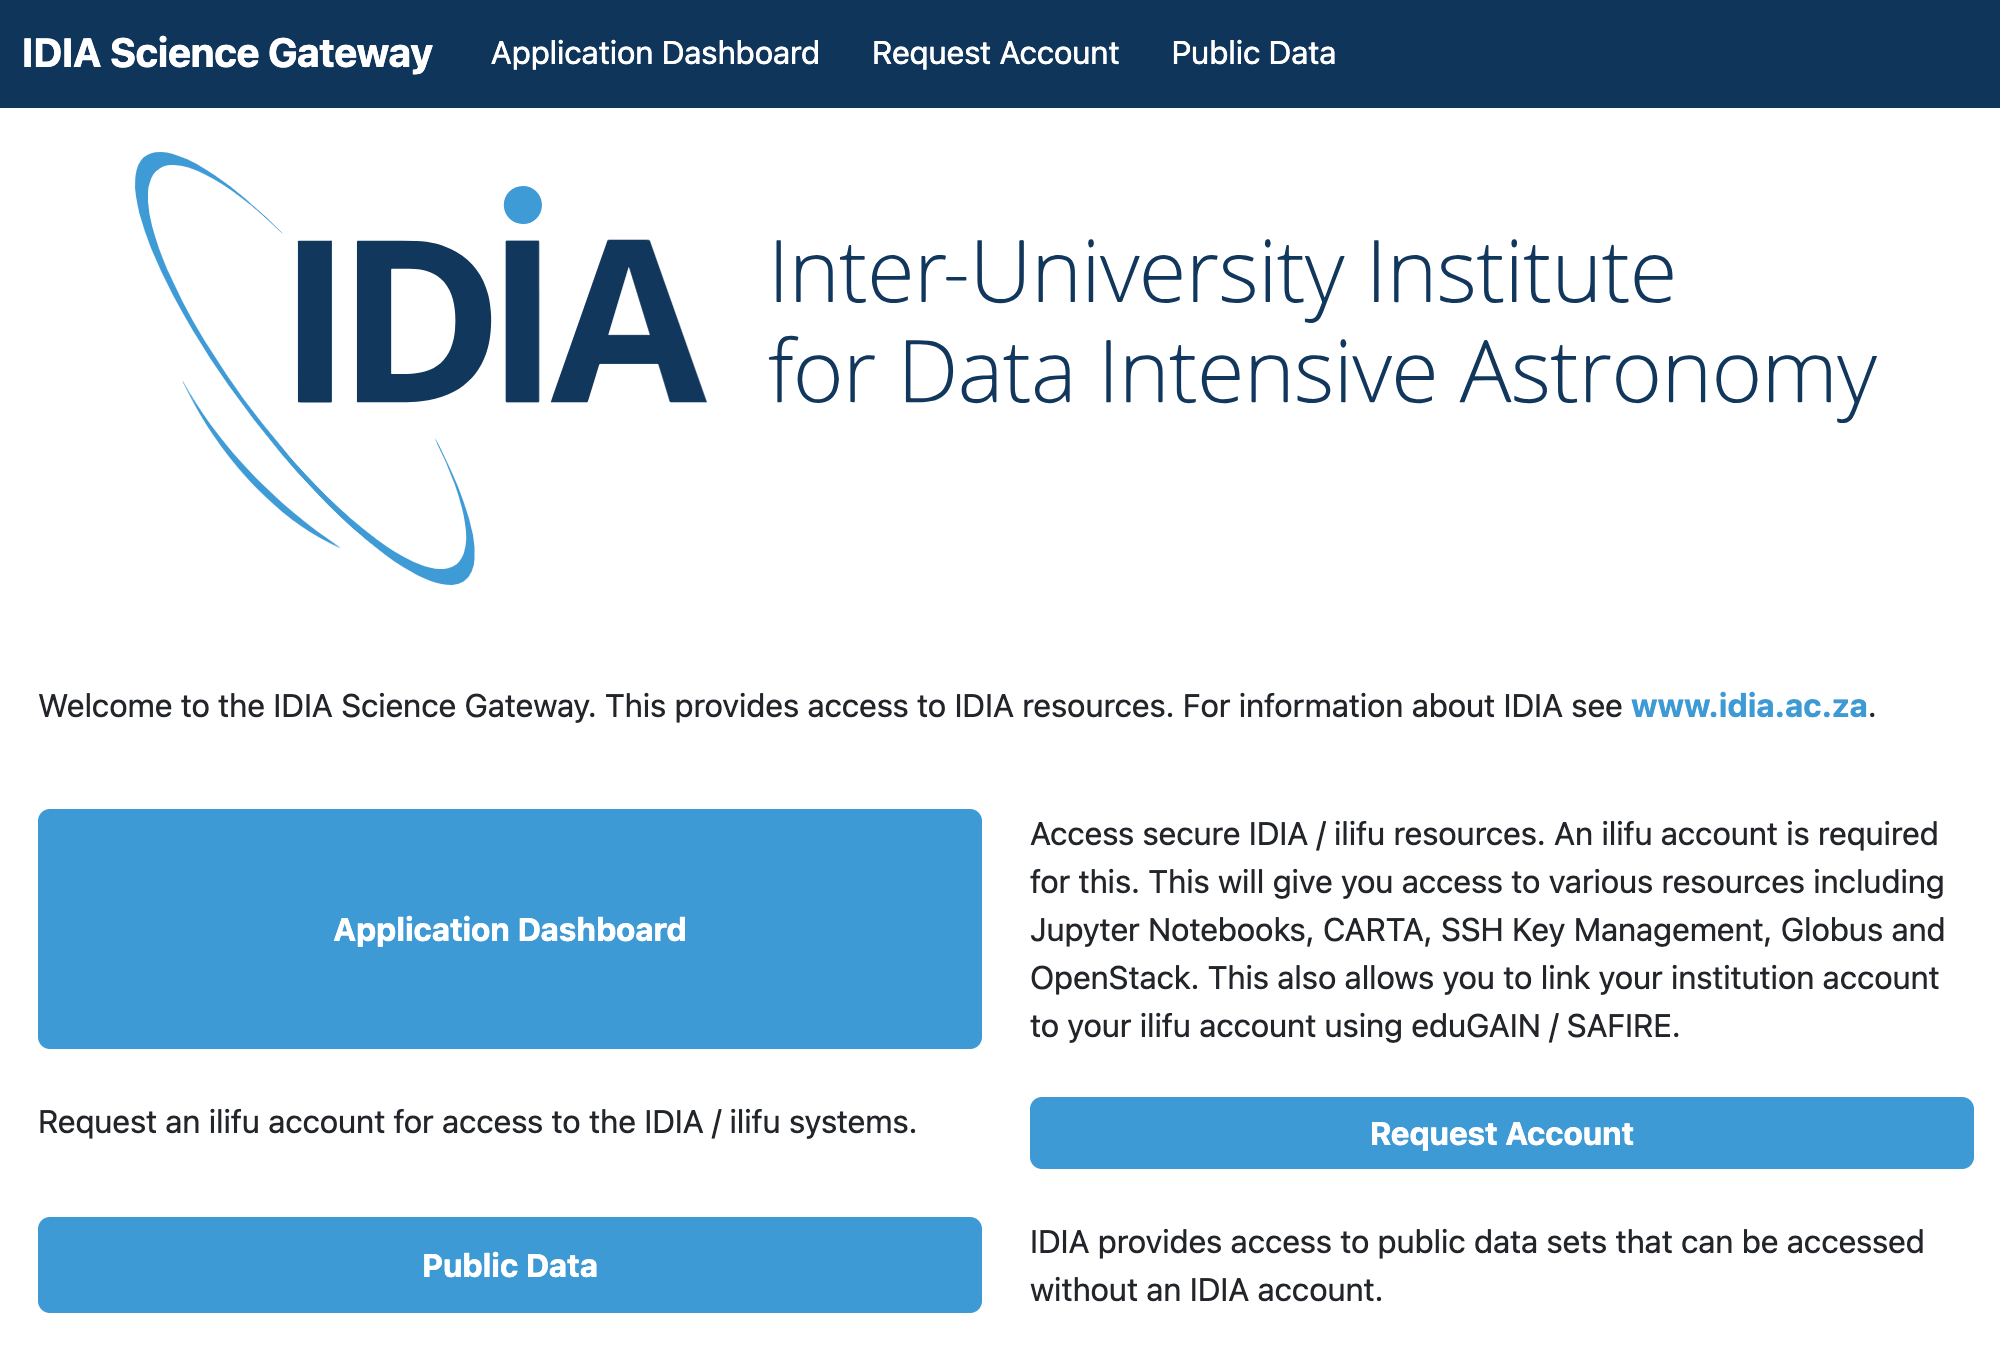 IDIA Science Gateway Application Dashboard Request Account Public Data
IDiA
Inter-University Institute
for Data Intensive Astronomy
Welcome to the IDIA Science Gateway. This provides access to IDIA resources. For information about IDIA see www.idia.ac.za.
Application Dashboard
Access secure IDIA / ilifu resources. An ilifu account is required
for this. This will give you access to various resources including
Jupyter Notebooks, CARTA, SSH Key Management, Globus and
OpenStack. This also allows you to link your institution account
to your ilifu account using eduGAIN / SAFIRE.
Request an ilifu account for access to the IDIA / ilifu systems.
Request Account
Public Data
IDIA provides access to public data sets that can be accessed
without an IDIA account.